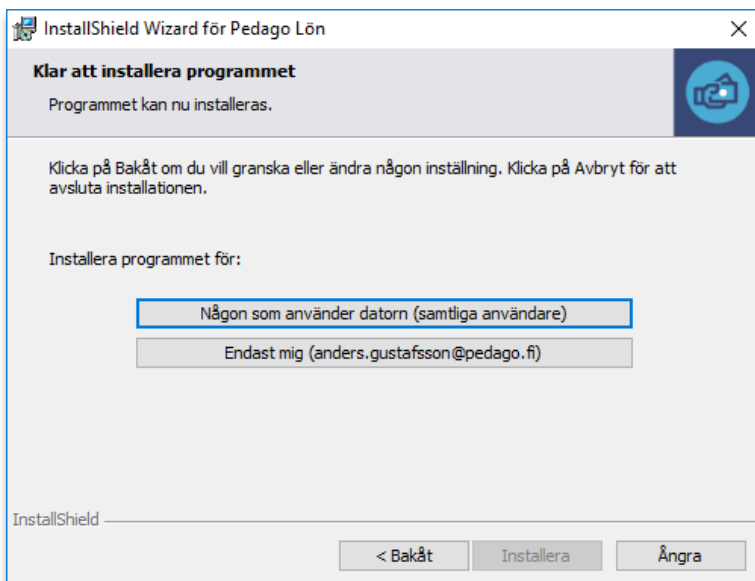 InstallShield Wizard för Pedago Lön
Klar att installera programmet
Programmet kan nu installeras.
Klicka på Bakåt om du vill granska eller ändra någon inställning. Klicka på Avbryt för att
avsluta installationen.
Installera programmet för:
Någon som använder datorn (samtliga användare)
Endast mig (anders.gustafsson@pedago.fi)
InstallShield
< Bakåt
Installera
Ångra